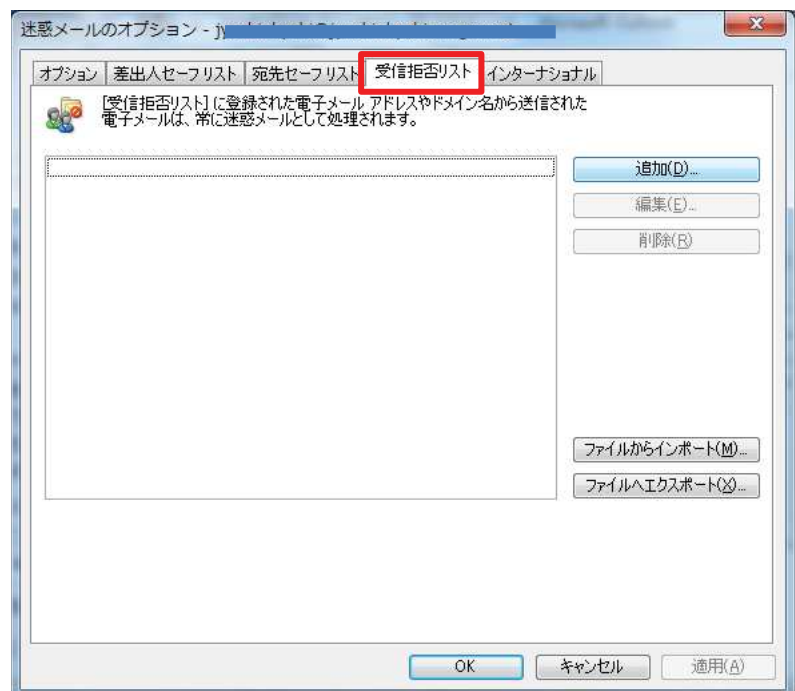 迷惑メールのオプション - jy
オプション 差出人セーフリスト 宛先セーフリスト 受信拒否リスト インターナショナル
[受信拒否リスト] に登録された電子メール アドレスやドメイン名から送信された
電子メールは、常に迷惑メールとして処理されます。
追加(D)...
編集(E)...
削除(R)
ファイルからインポート(M)...
ファイルへエクスポート(X)...
OK キャンセル 適用(A)